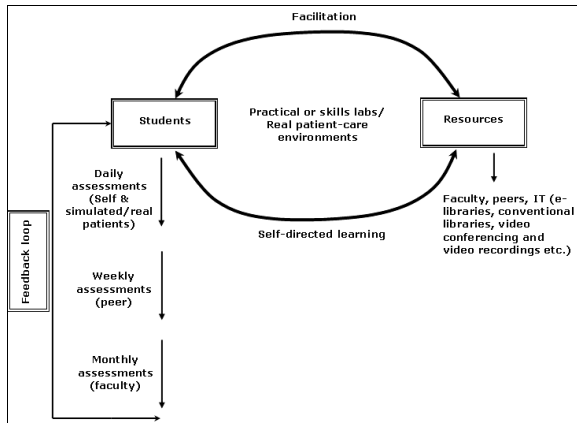 Facilitation
Students
Practical or skills labs/
Real patient-care
environments
Resources
Daily
assessments
(Self &
simulated/real
patients)
Faculty, peers, IT (e-
libraries, conventional
libraries, video
conferencing and
video recordings etc.)
Self-directed learning
Feedback loop
Weekly
assessments
(peer)
Monthly
assessments
(faculty)